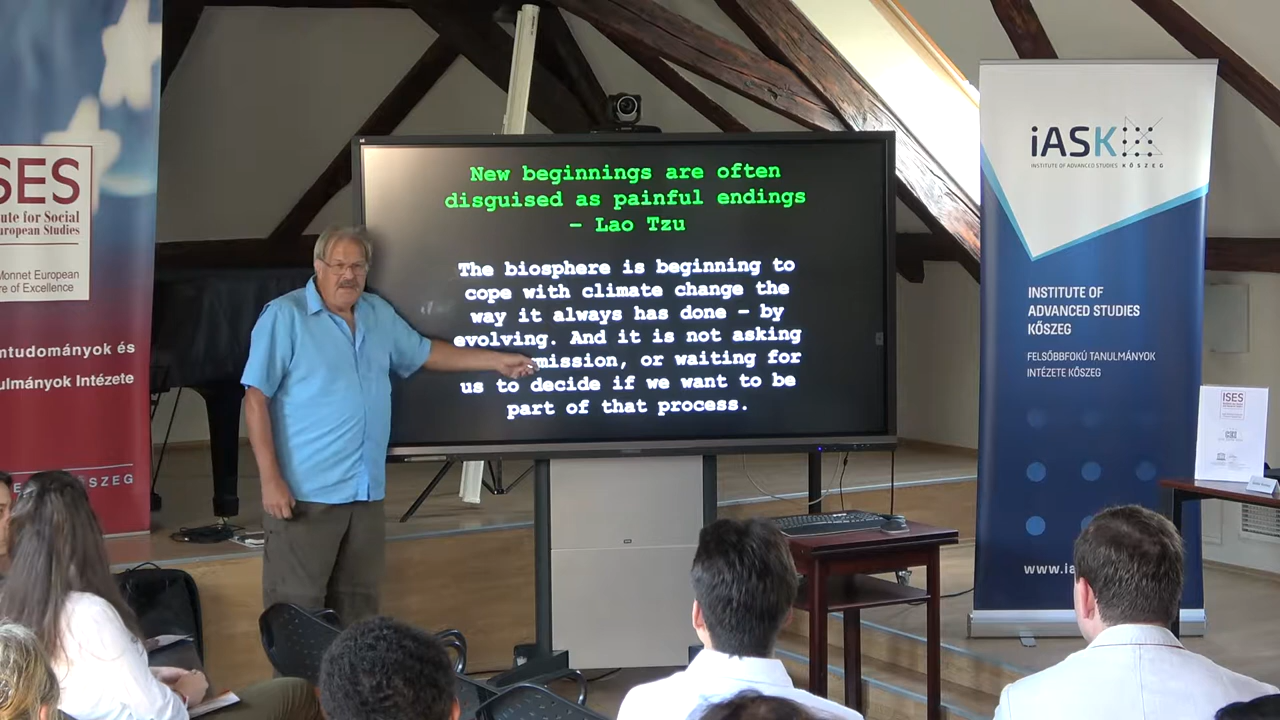 SES
ute for Social
uropean Studies
Monnet European
re of Excellence
mtudományok és
ulmányok Intézete
SZEG
New beginnings are often
disguised as painful endings
– Lao Tzu
The biosphere is beginning to
cope with climate change the
way it always has done – by
evolving. And it is not asking
mission, or waiting for
us to decide if we want to be
part of that process.
iASK
INSTITUTE OF ADVANCED STUDIES KŐSZEG
INSTITUTE OF
ADVANCED STUDIES
KŐSZEG
FELSŐBBFOKÚ TANULMÁNYOK
INTÉZETE KŐSZEG
www.ia
ISES